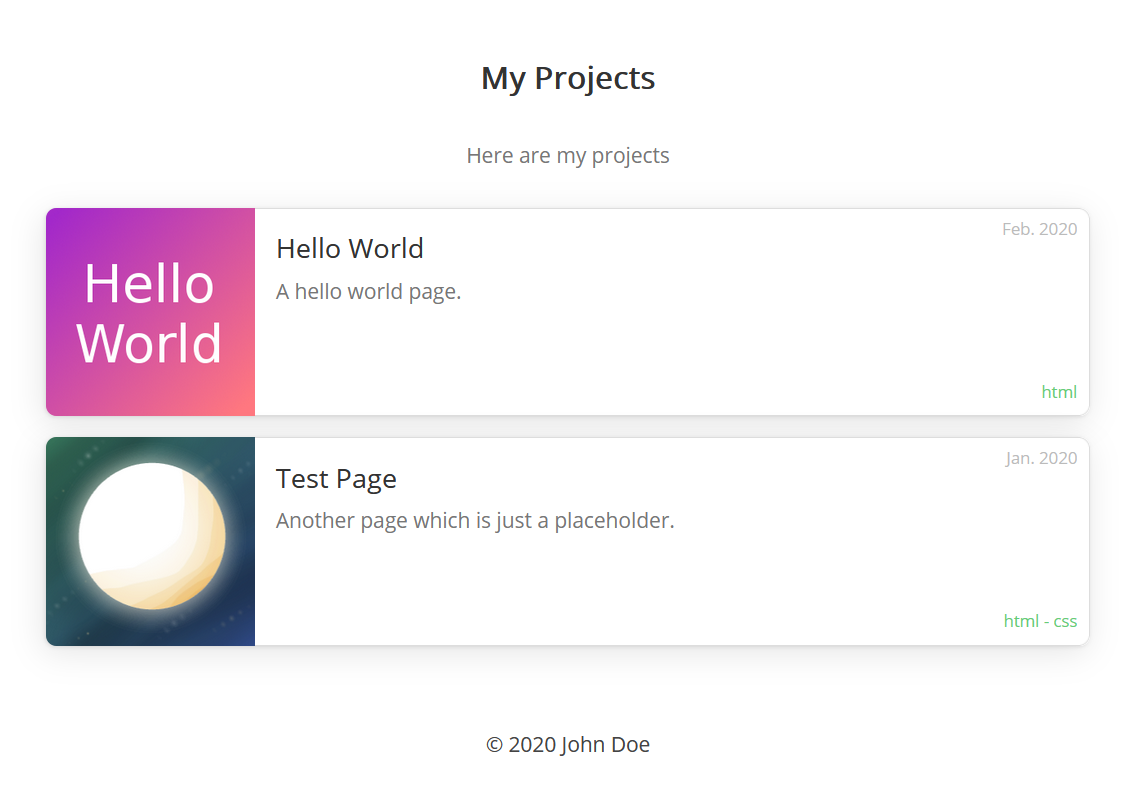 My Projects
Here are my projects
Hello
World
Hello World
Feb. 2020
A hello world page.
html
Test Page
Jan. 2020
Another page which is just a placeholder.
html - css
© 2020 John Doe